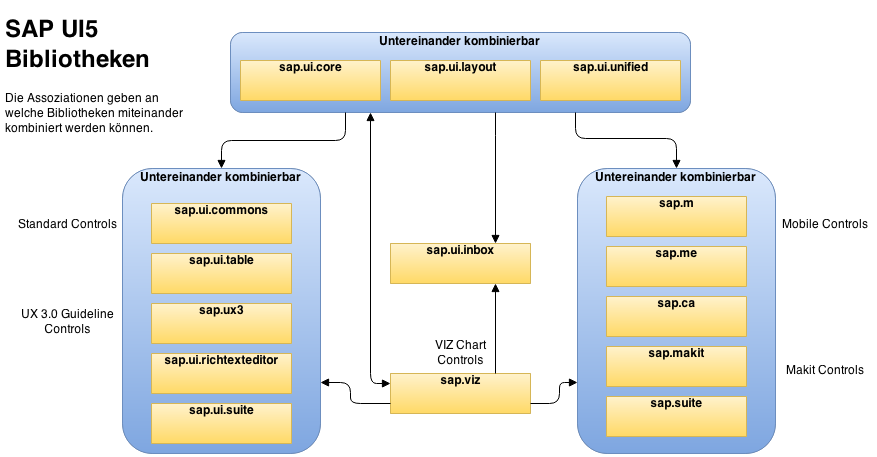 SAP UI5
Bibliotheken
Die Assoziationen geben an
welche Bibliotheken miteinander
kombiniert werden können.
Untereinander kombinierbar
sap.ui.core
sap.ui.layout
sap.ui.unified
Untereinander kombinierbar
Standard Controls
sap.ui.commons
sap.ui.table
UX 3.0 Guideline
Controls
sap.ux3
sap.ui.richtexteditor
sap.ui.suite
sap.ui.inbox
VIZ Chart
Controls
sap.viz
Untereinander kombinierbar
sap.m
Mobile Controls
sap.me
sap.ca
sap.makit
Makit Controls
sap.suite